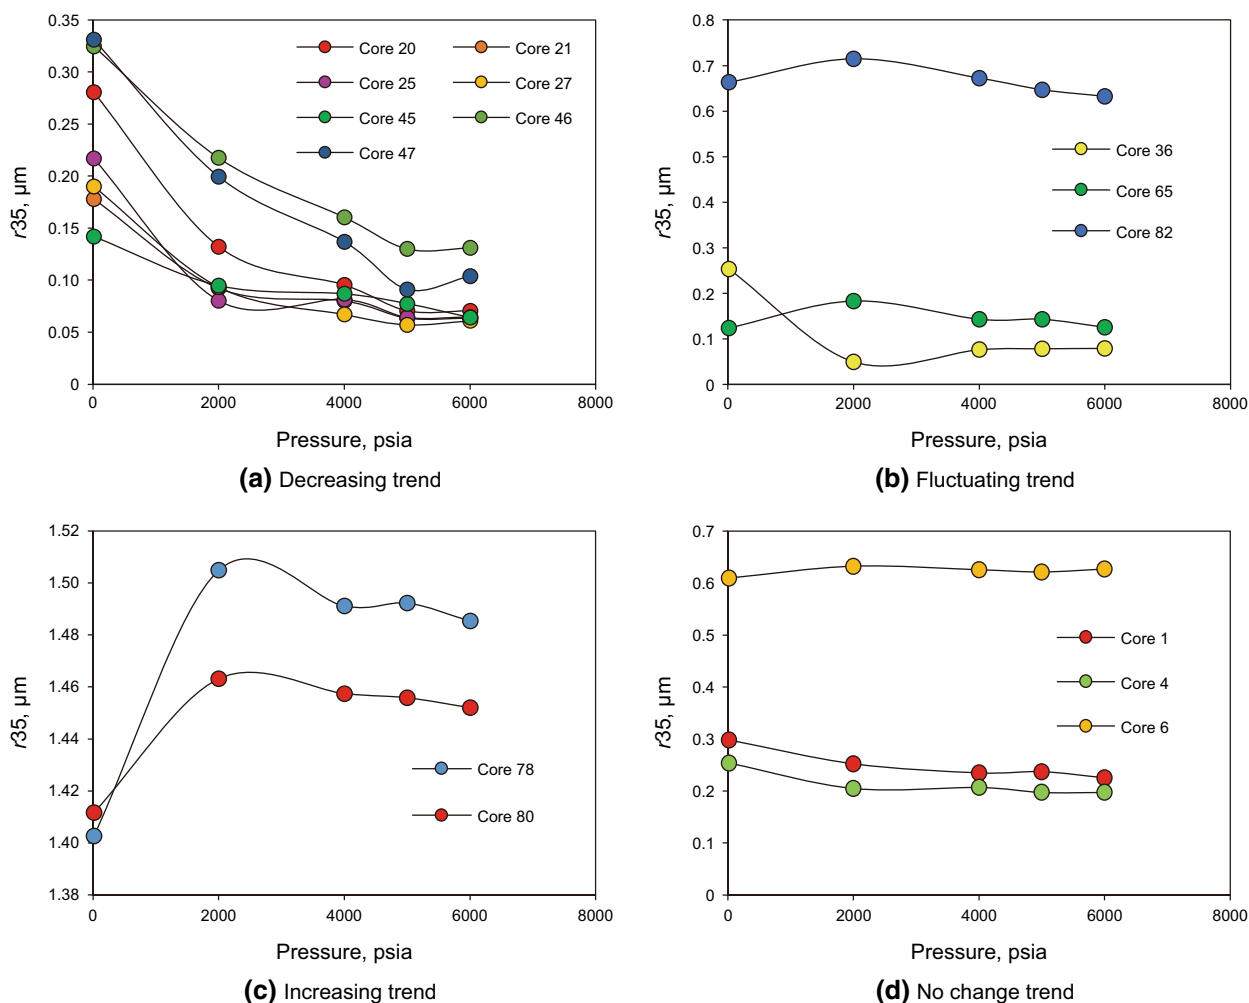 0.35
0.30
0.25
0.20
0.15
0.10
0.05
0
r35, μm
Core 20
Core 21
Core 25
Core 27
Core 45
Core 46
Core 47
0
2000
4000
6000
8000
Pressure, psia
(a) Decreasing trend
0.8
0.7
0.6
0.5
0.4
0.3
0.2
0.1
0
r35, μm
Core 36
Core 65
Core 82
0
2000
4000
6000
8000
Pressure, psia
(b) Fluctuating trend
1.52
1.50
1.48
1.46
1.44
1.42
1.40
1.38
r35, μm
Core 78
Core 80
0
2000
4000
6000
8000
Pressure, psia
(c) Increasing trend
0.7
0.6
0.5
0.4
0.3
0.2
0.1
0
r35, μm
Core 1
Core 4
Core 6
0
2000
4000
6000
8000
Pressure, psia
(d) No change trend